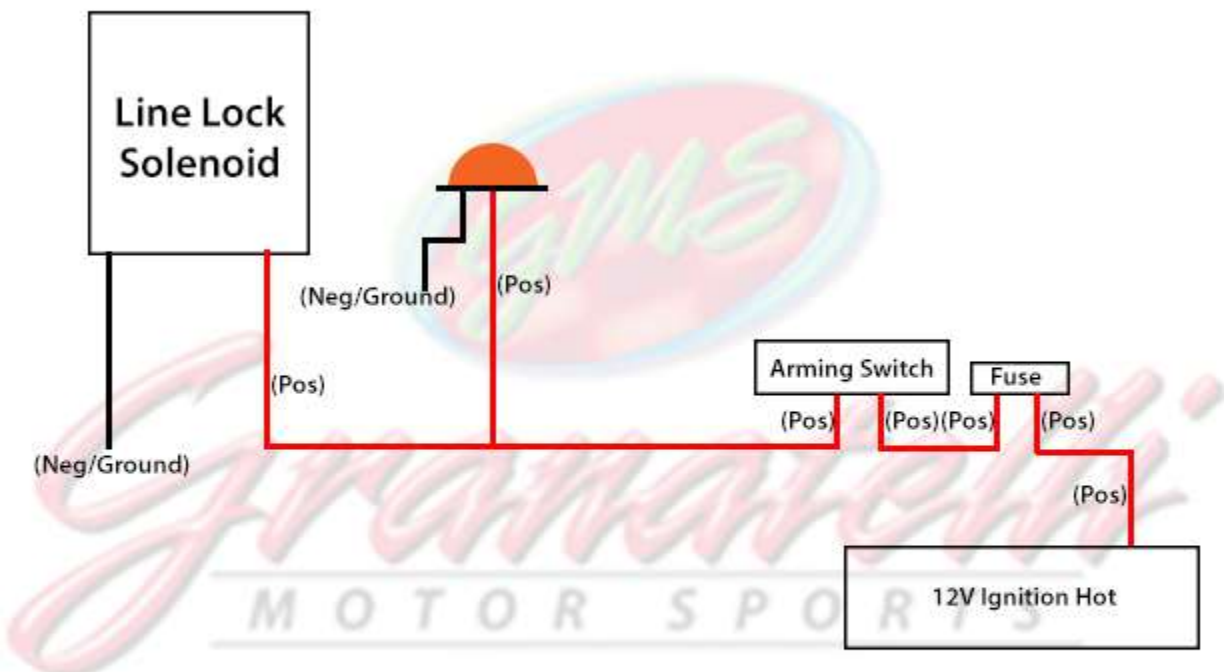 Line Lock
Solenoid
(Neg/Ground)
(Pos)
(Pos)
Arming Switch
Fuse
(Pos)
(Pos)(Pos)
(Pos)
(Neg/Ground)
(Pos)
12V Ignition Hot
GMS
Granatelli
MOTOR SPORTS